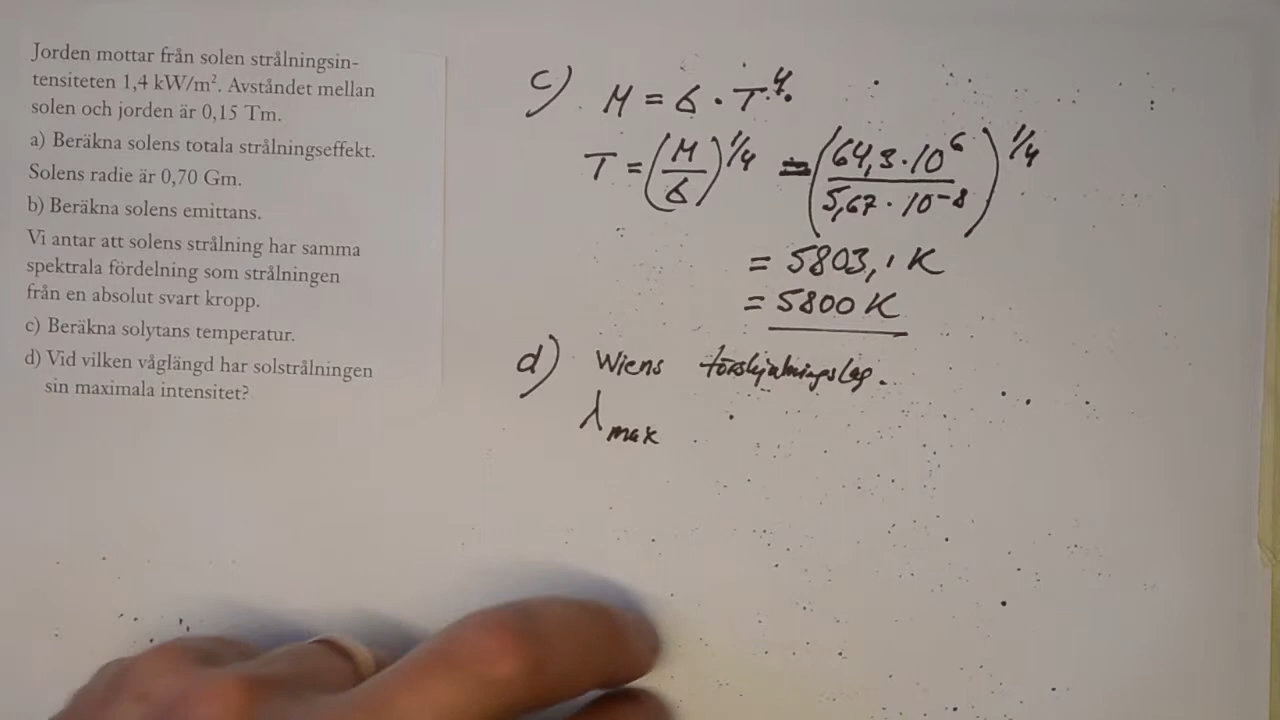 Jorden mottar från solen strålningsin-
tensiteten 1,4 kW/m². Avståndet mellan
solen och jorden är 0,15 Tm.
a) Beräkna solens totala strålningseffekt.
Solens radie är 0,70 Gm.
b) Beräkna solens emittans.
Vi antar att solens strålning har samma
spektrala fördelning som strålningen
från en absolut svart kropp.
c) Beräkna solytans temperatur.
d) Vid vilken våglängd har solstrålningen
sin maximala intensitet?
c) M = σ · T⁴
T = (M/σ)^1/4 = (64,3 · 10⁶ / 5,67 · 10⁻⁸)^1/4
= 5803,1 K
= 5800 K
d) Wiens förskjutningslag.
λmax